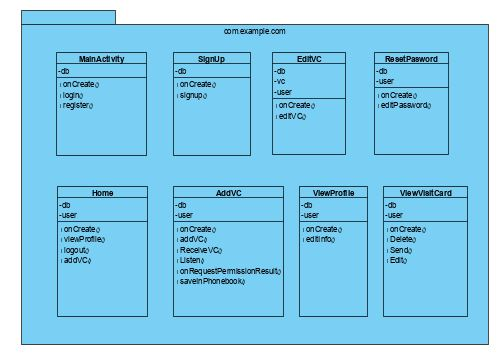 com.example.com
MainActivity
-db
+onCreate()
+login()
+register()
SignUp
-db
+onCreate()
+signup()
EditVC
-db
-vc
-user
+onCreate()
+editVC()
ResetPasword
-db
-user
+onCreate()
+editPassword()
Home
-db
-user
+onCreate()
+viewProfile()
+logout()
+addVC()
AddVC
-db
-user
+onCreate()
+addVC()
+ReceiveVC()
+Listen()
+onRequestPermissionResult()
+saveInPhonebook()
ViewProfile
-db
-user
+onCreate()
+editInfo()
ViewVisitCard
-db
-user
+onCreate()
+Delete()
+Send()
+Edit()